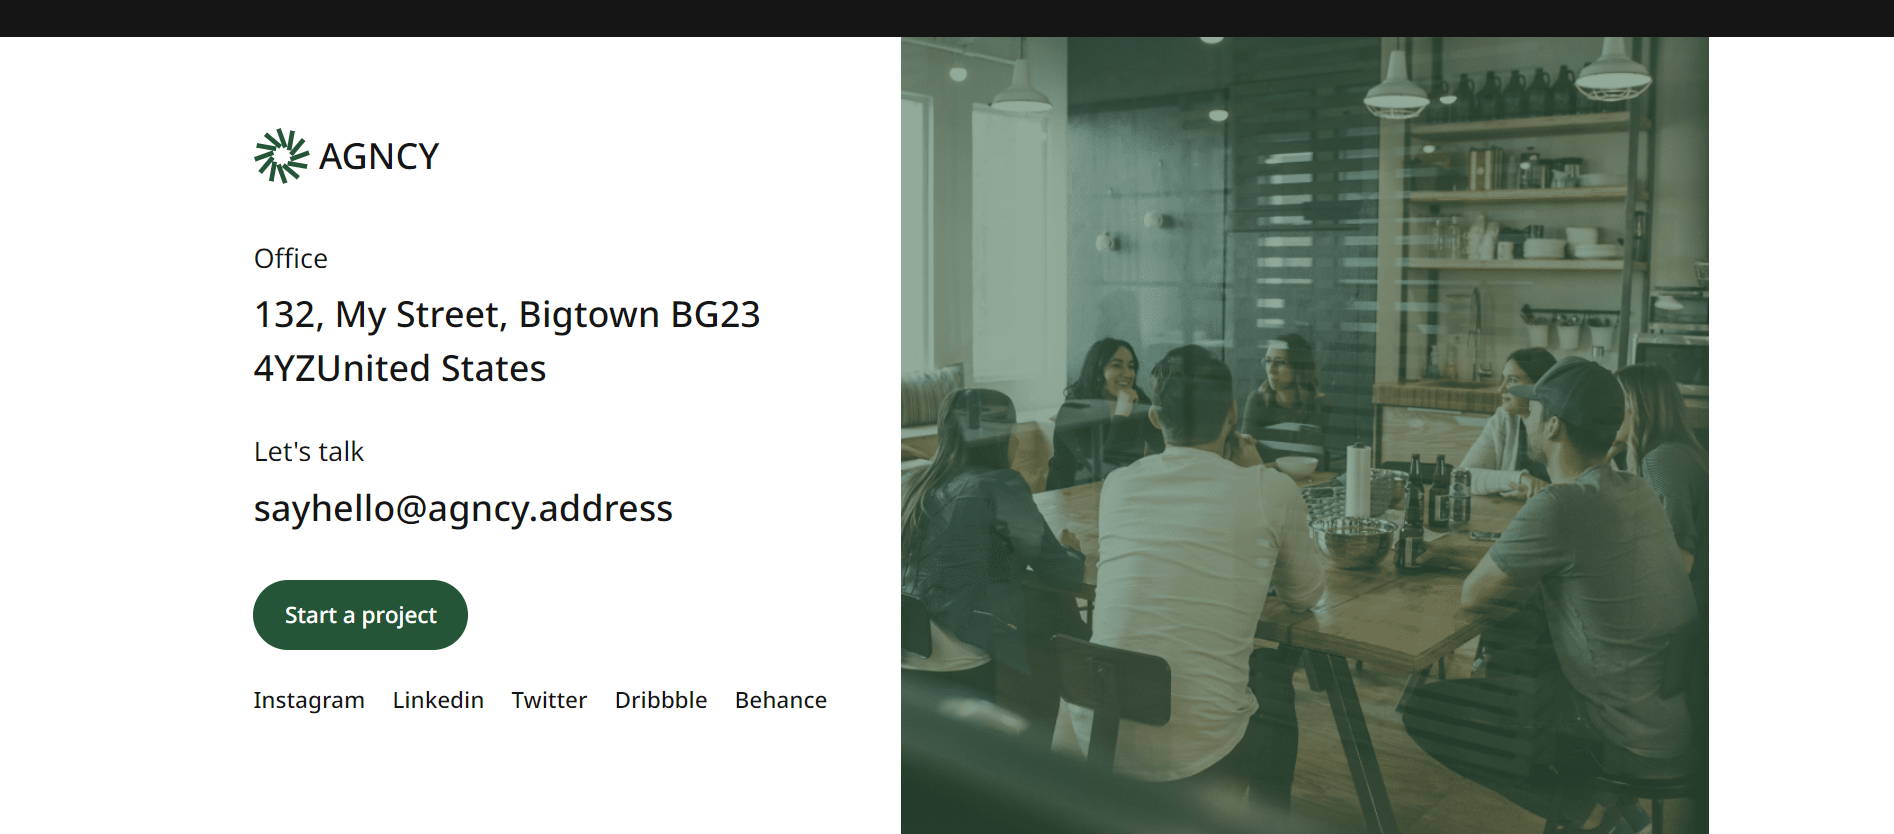 AGNCY
Office
132, My Street, Bigtown BG23
4YZUnited States
Let's talk
sayhello@agncy.address
Start a project
Instagram Linkedin Twitter Dribbble Behance